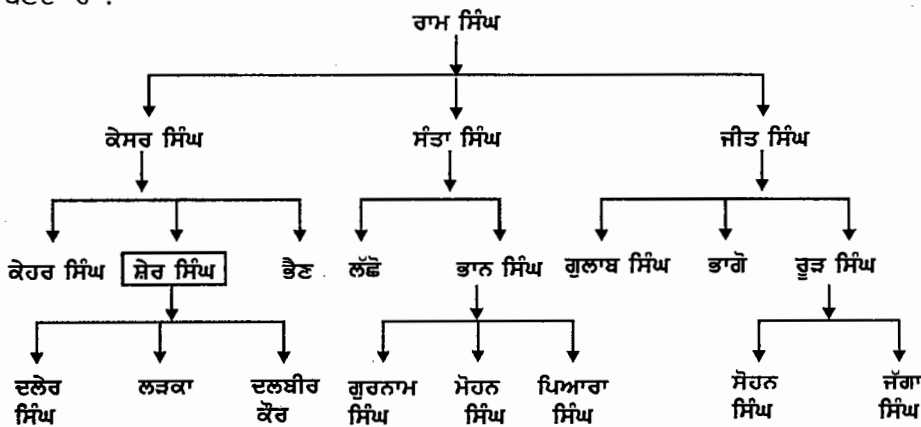 ਰਾਮ ਸਿੰਘ
ਕੇਸਰ ਸਿੰਘ ਸੰਤਾ ਸਿੰਘ ਜੀਤ ਸਿੰਘ
ਕੇਹਰ ਸਿੰਘ ਸ਼ੇਰ ਸਿੰਘ ਭੈਣ ਲੱਛੋ ਭਾਨ ਸਿੰਘ ਗੁਲਾਬ ਸਿੰਘ ਭਾਗੋ ਰੂੜ ਸਿੰਘ
ਦਲੇਰ ਲੜਕਾ ਦਲਬੀਰ ਗੁਰਨਾਮ ਮੋਹਨ ਪਿਆਰਾ ਸੋਹਨ ਜੱਗਾ
ਸਿੰਘ ਕੌਰ ਸਿੰਘ ਸਿੰਘ ਸਿੰਘ ਸਿੰਘ ਸਿੰਘ